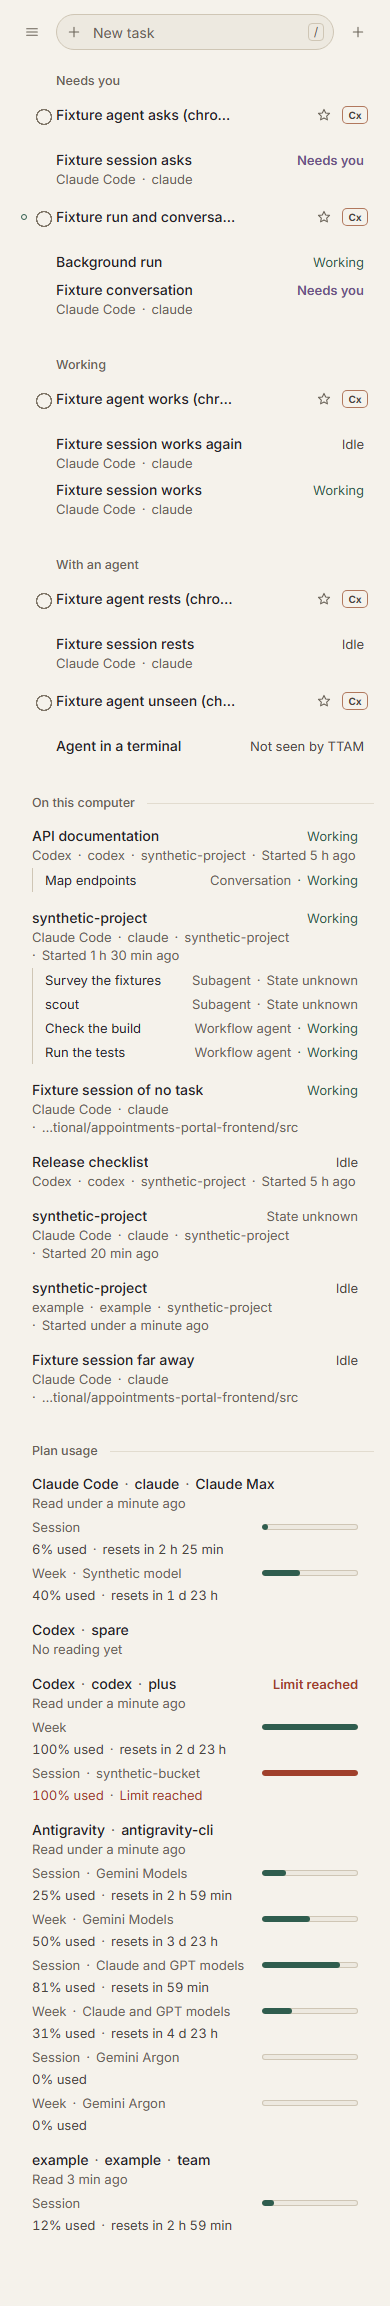 New task /
Needs you
Fixture agent asks (chro... Cx
Fixture session asks Needs you
Claude Code · claude
Fixture run and conversa... Cx
Background run Working
Fixture conversation Needs you
Claude Code · claude
Working
Fixture agent works (chr... Cx
Fixture session works again Idle
Claude Code · claude
Fixture session works Working
Claude Code · claude
With an agent
Fixture agent rests (chro... Cx
Fixture session rests Idle
Claude Code · claude
Fixture agent unseen (ch... Cx
Agent in a terminal Not seen by TTAM
On this computer
API documentation Working
Codex · codex · synthetic-project · Started 5 h ago
Map endpoints Conversation · Working
synthetic-project Working
Claude Code · claude · synthetic-project
· Started 1 h 30 min ago
Survey the fixtures Subagent · State unknown
scout Subagent · State unknown
Check the build Workflow agent · Working
Run the tests Workflow agent · Working
Fixture session of no task Working
Claude Code · claude
· ...tional/appointments-portal-frontend/src
Release checklist Idle
Codex · codex · synthetic-project · Started 5 h ago
synthetic-project State unknown
Claude Code · claude · synthetic-project
· Started 20 min ago
synthetic-project Idle
example · example · synthetic-project
· Started under a minute ago
Fixture session far away Idle
Claude Code · claude
· ...tional/appointments-portal-frontend/src
Plan usage
Claude Code · claude · Claude Max
Read under a minute ago
Session
6% used · resets in 2 h 25 min
Week · Synthetic model
40% used · resets in 1 d 23 h
Codex · spare
No reading yet
Codex · codex · plus Limit reached
Read under a minute ago
Week
100% used · resets in 2 d 23 h
Session · synthetic-bucket
100% used · Limit reached
Antigravity · antigravity-cli
Read under a minute ago
Session · Gemini Models
25% used · resets in 2 h 59 min
Week · Gemini Models
50% used · resets in 3 d 23 h
Session · Claude and GPT models
81% used · resets in 59 min
Week · Claude and GPT models
31% used · resets in 4 d 23 h
Session · Gemini Argon
0% used
Week · Gemini Argon
0% used
example · example · team
Read 3 min ago
Session
12% used · resets in 2 h 59 min